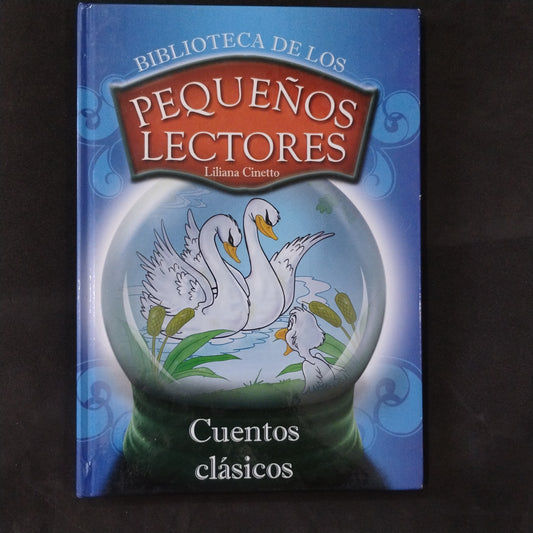 BIBLIOTECA DE LOS
PEQUEÑOS
LECTORES
Liliana Cinetto
Cuentos
clásicos